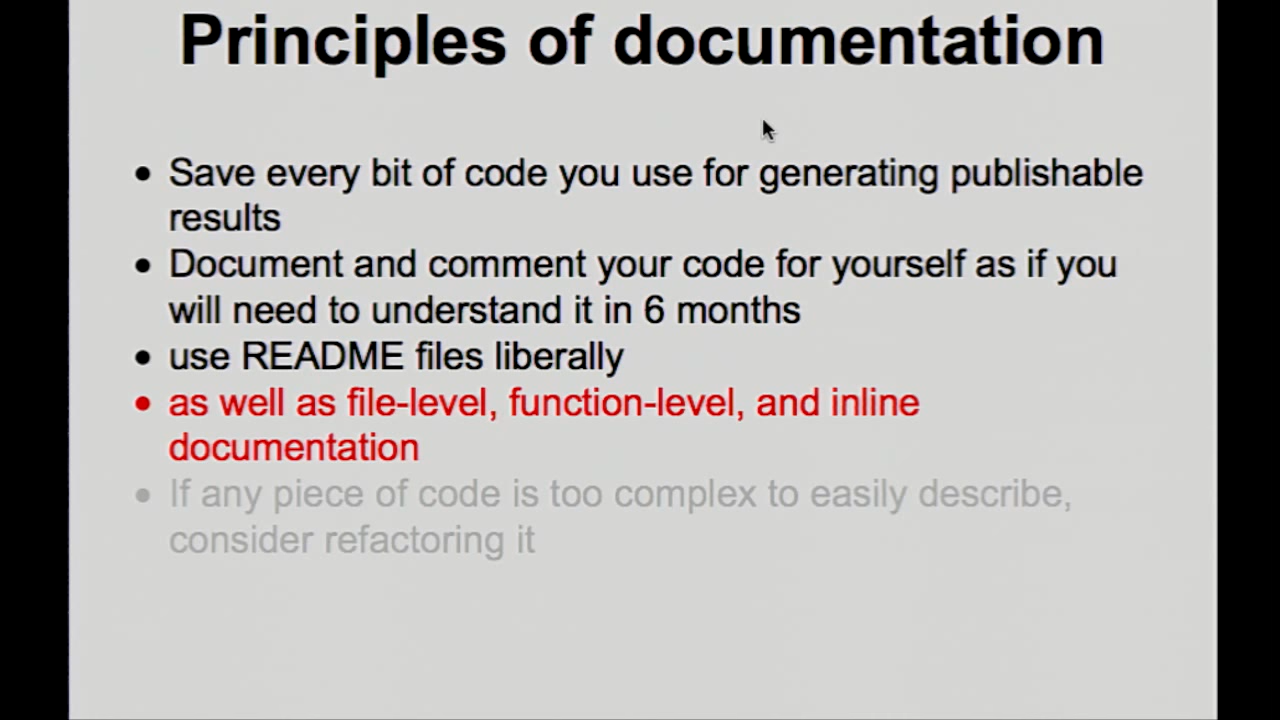 Principles of documentation
• Save every bit of code you use for generating publishable
results
• Document and comment your code for yourself as if you
will need to understand it in 6 months
• use README files liberally
• as well as file-level, function-level, and inline
documentation
• If any piece of code is too complex to easily describe,
consider refactoring it